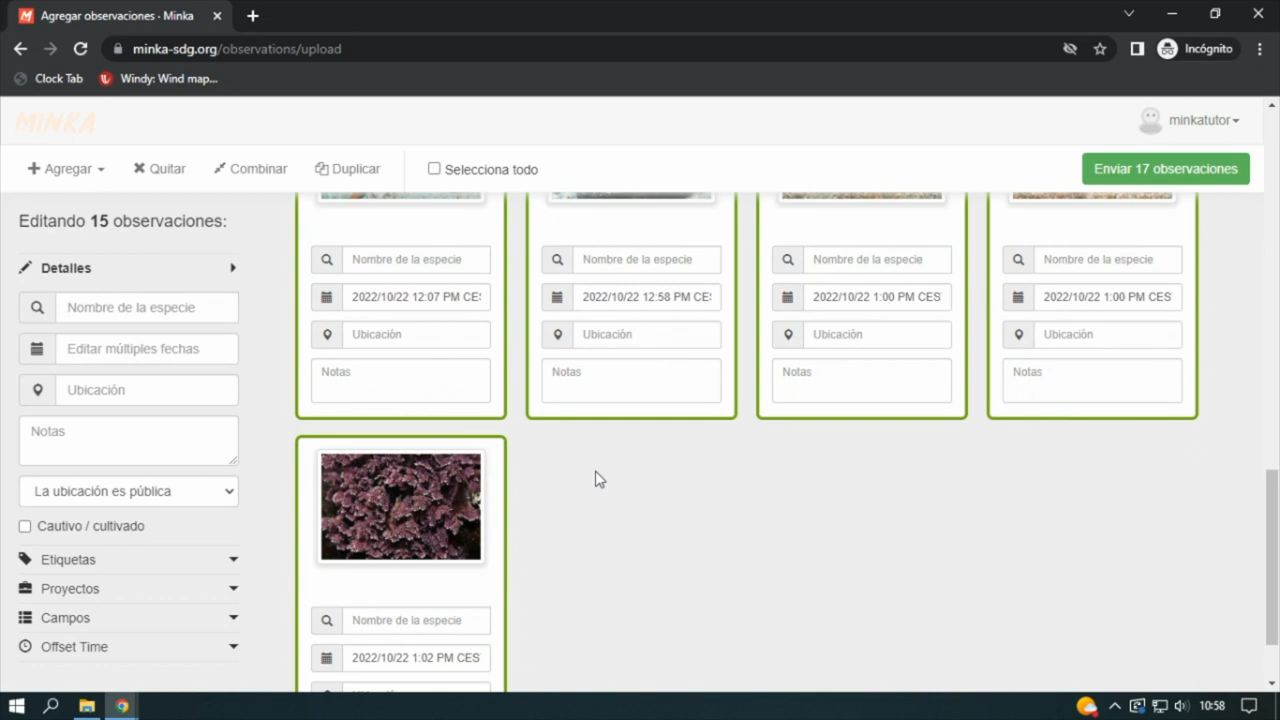 Agregar observaciones · Minka
minka-sdg.org/observations/upload
Incógnito
Clock Tab
Windy: Wind map...
MINKA
minkatutor
Agregar
Quitar
Combinar
Duplicar
Selecciona todo
Enviar 17 observaciones
Editando 15 observaciones:
Detalles
Nombre de la especie
Editar múltiples fechas
Ubicación
Notas
La ubicación es pública
Cautivo / cultivado
Etiquetas
Proyectos
Campos
Offset Time
Nombre de la especie
2022/10/22 12:07 PM CES
Ubicación
Notas
Nombre de la especie
2022/10/22 12:58 PM CES
Ubicación
Notas
Nombre de la especie
2022/10/22 1:00 PM CES
Ubicación
Notas
Nombre de la especie
2022/10/22 1:00 PM CES
Ubicación
Notas
Nombre de la especie
2022/10/22 1:02 PM CES
10:58